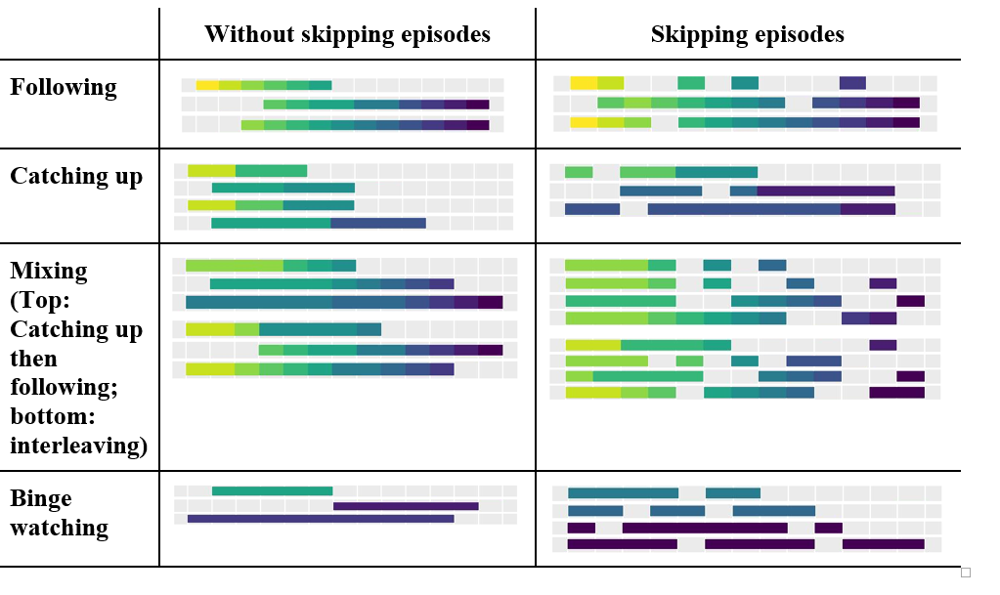 Without skipping episodes
Skipping episodes
Following
Catching up
Mixing
(Top:
Catching up
then
following;
bottom:
interleaving)
Binge
watching